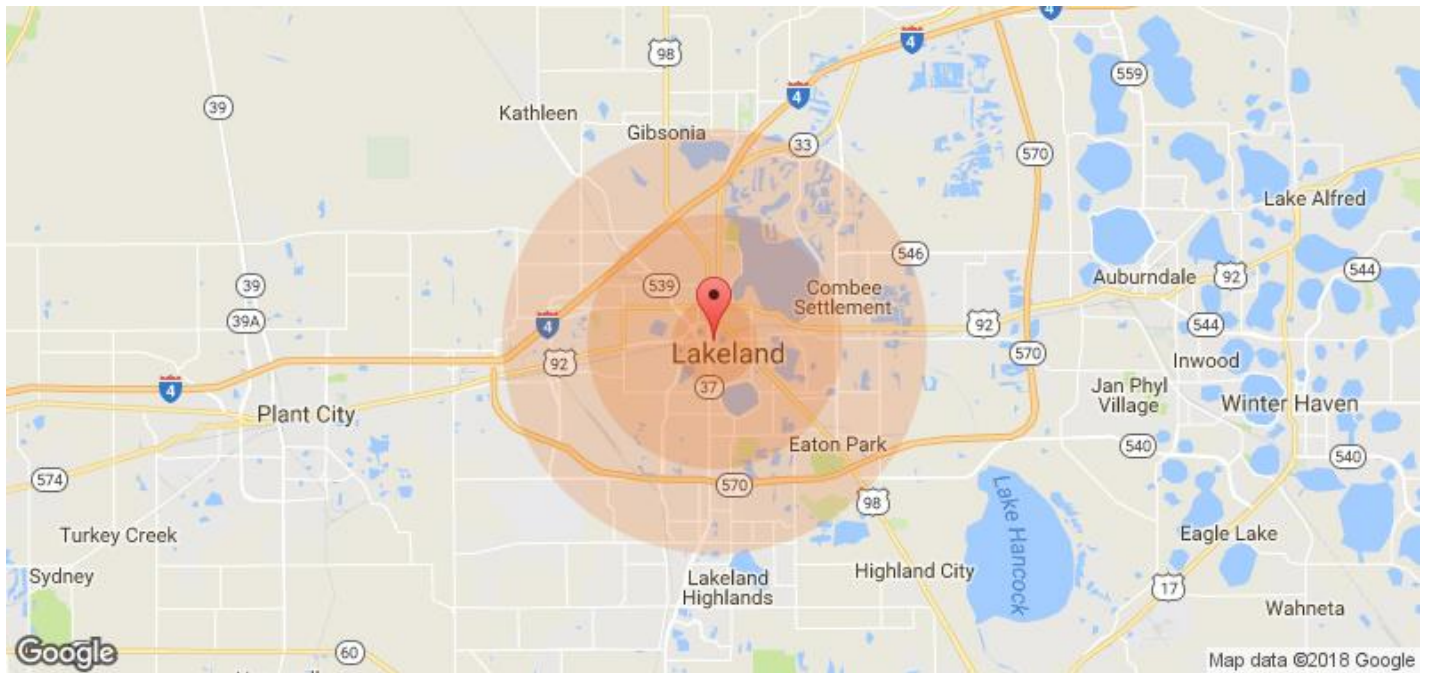 4
98
4
559
39
Kathleen
4
Gibsonia
33
570
Lake Alfred
546
544
39
539
Combee
Settlement
Auburndale
92
39A
4
92
544
Lakeland
570
Inwood
92
4
37
Jan Phyl
Village
Winter Haven
Plant City
Eaton Park
540
540
574
570
98
Lake Hancock
Turkey Creek
Eagle Lake
Sydney
Lakeland
Highlands
Highland City
17
Wahneta
60
Google
Map data ©2018 Google